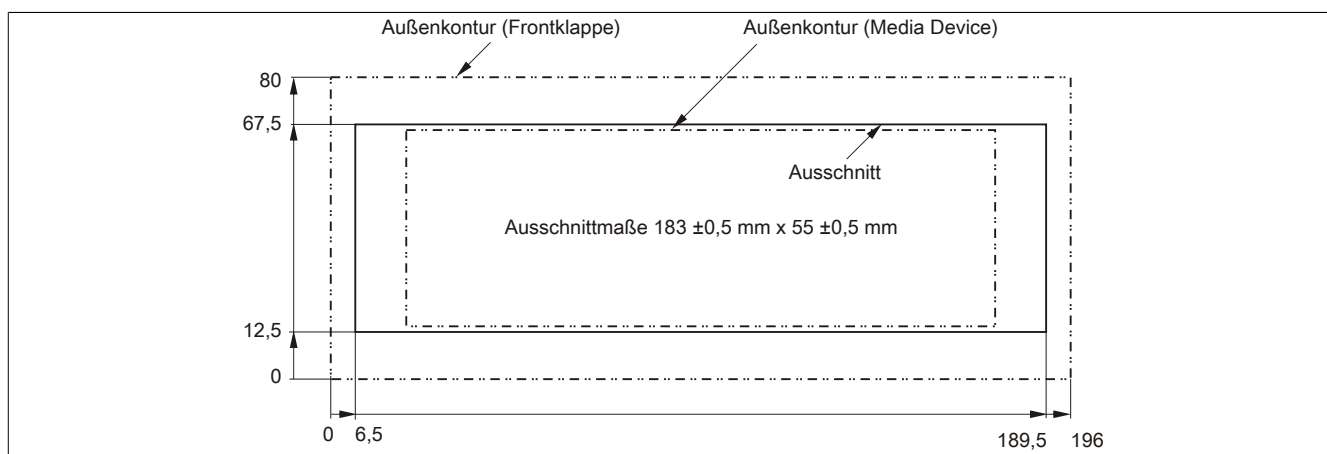 Außenkontur (Frontklappe)
Außenkontur (Media Device)
80
67,5
Ausschnitt
Ausschnittmaße 183 ±0,5 mm x 55 ±0,5 mm
12,5
0
0
6,5
189,5
196